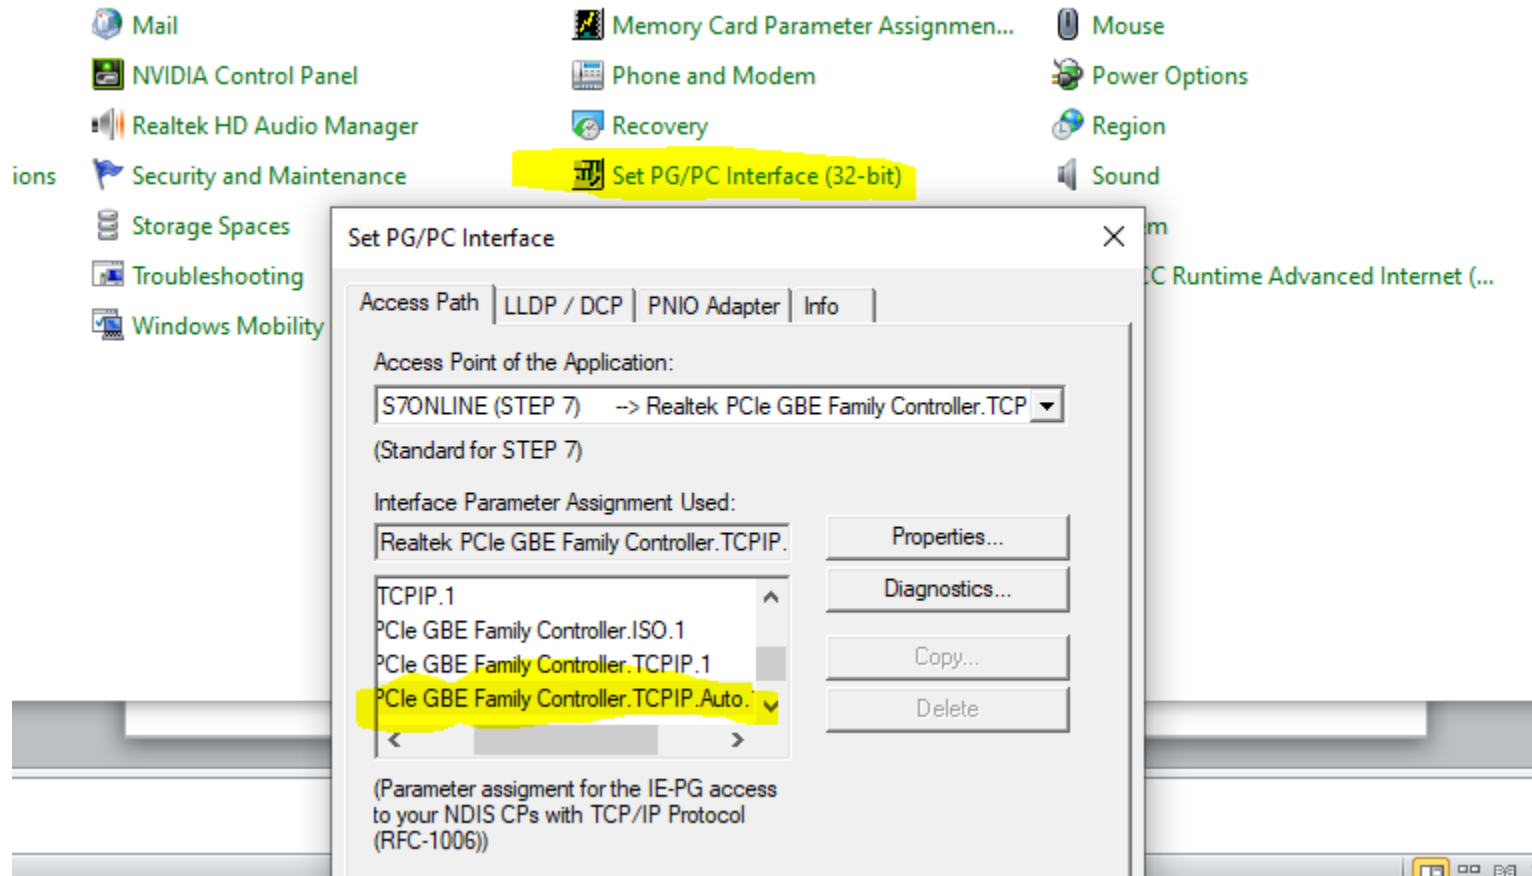 Mail
Memory Card Parameter Assignmen...
Mouse
NVIDIA Control Panel
Phone and Modem
Power Options
Realtek HD Audio Manager
Recovery
Region
ions
Security and Maintenance
Set PG/PC Interface (32-bit)
Sound
Storage Spaces
m
Troubleshooting
CC Runtime Advanced Internet (...
Windows Mobility
Set PG/PC Interface
Access Path
LLDP / DCP
PNIO Adapter
Info
Access Point of the Application:
S7ONLINE (STEP 7) --> Realtek PCIe GBE Family Controller.TCP
(Standard for STEP 7)
Interface Parameter Assignment Used:
Realtek PCIe GBE Family Controller.TCPIP.
Properties...
Diagnostics...
Copy...
Delete
TCPIP.1
PCIe GBE Family Controller.ISO.1
PCIe GBE Family Controller.TCPIP.1
PCIe GBE Family Controller.TCPIP.Auto.
(Parameter assigment for the IE-PG access
to your NDIS CPs with TCP/IP Protocol
(RFC-1006))